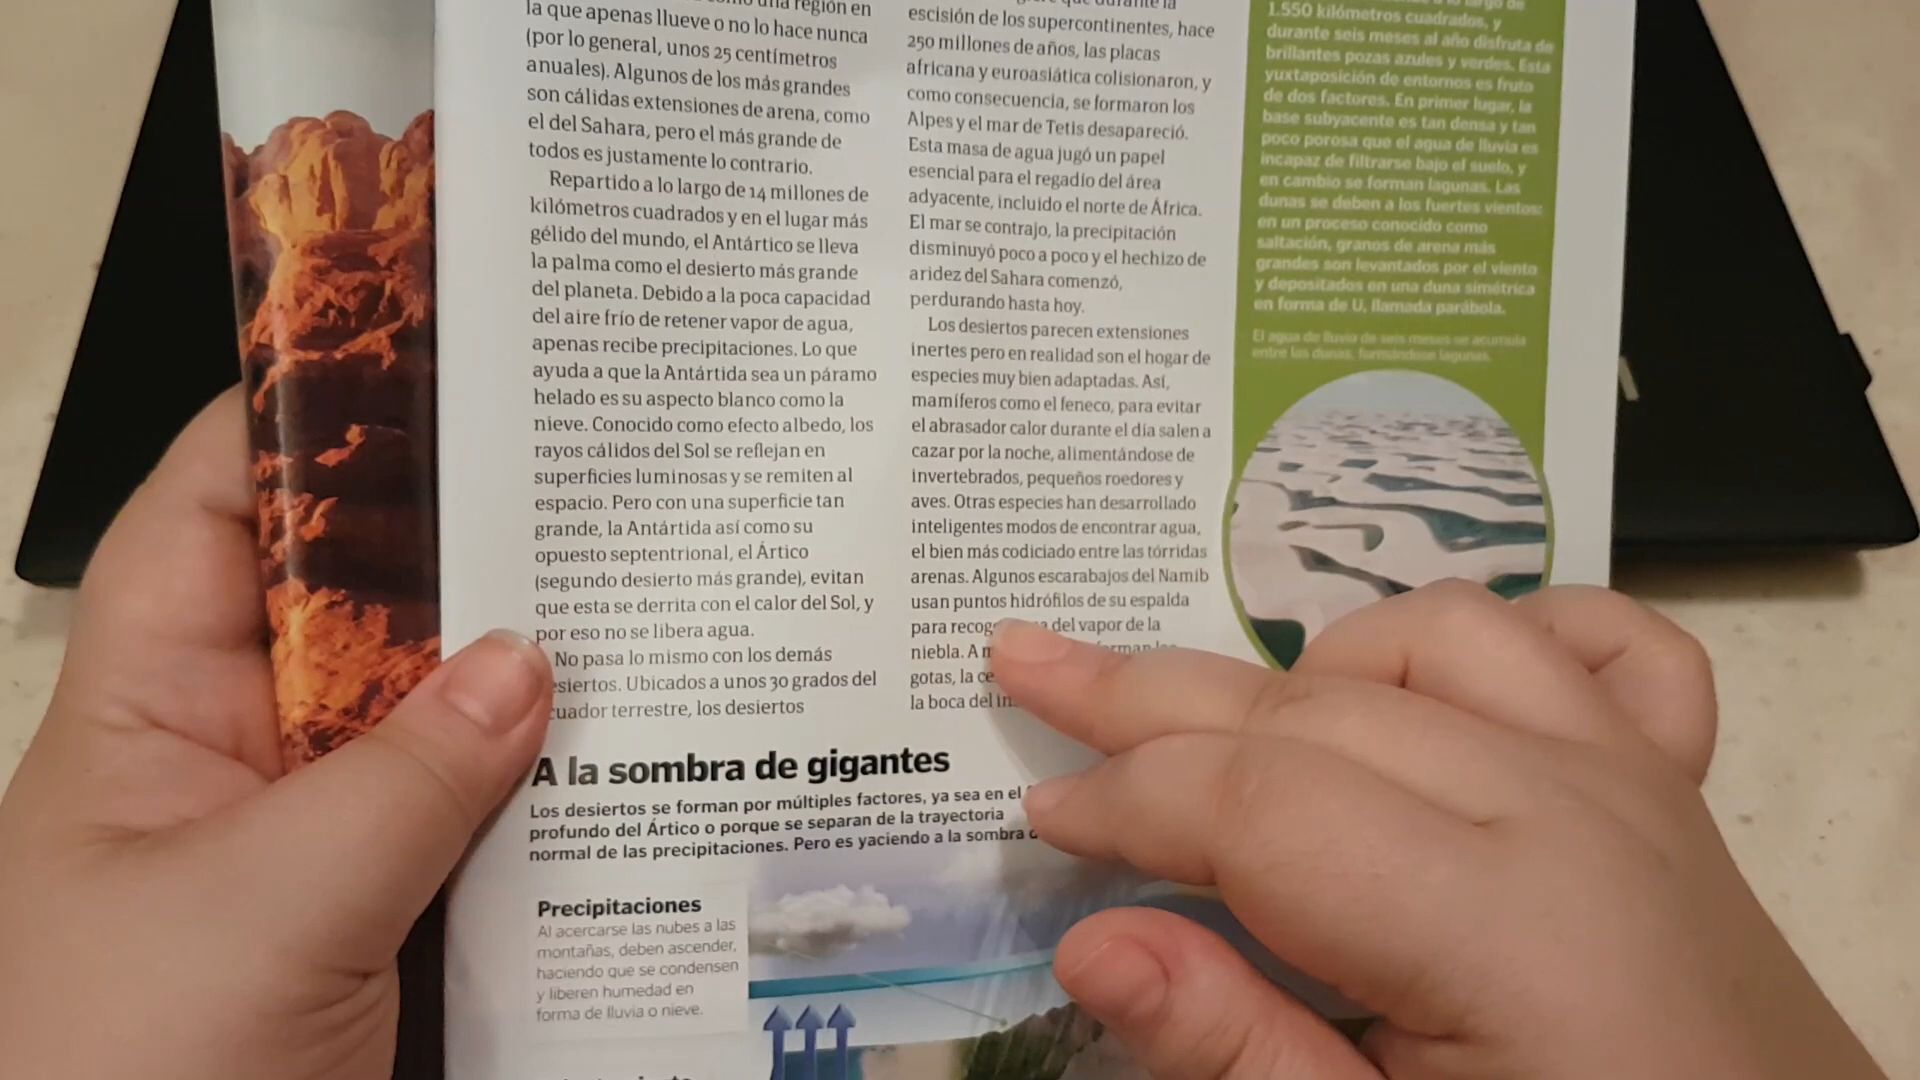 una región en
la que apenas llueve o no lo hace nunca
(por lo general, unos 25 centímetros
anuales). Algunos de los más grandes
son cálidas extensiones de arena, como
el del Sahara, pero el más grande de
todos es justamente lo contrario.
Repartido a lo largo de 14 millones de
kilómetros cuadrados y en el lugar más
gélido del mundo, el Antártico se lleva
la palma como el desierto más grande
del planeta. Debido a la poca capacidad
del aire frío de retener vapor de agua,
apenas recibe precipitaciones. Lo que
ayuda a que la Antártida sea un páramo
helado es su aspecto blanco como la
nieve. Conocido como efecto albedo, los
rayos cálidos del Sol se reflejan en
superficies luminosas y se remiten al
espacio. Pero con una superficie tan
grande, la Antártida así como su
opuesto septentrional, el Ártico
(segundo desierto más grande), evitan
que esta se derrita con el calor del Sol, y
por eso no se libera agua.
No pasa lo mismo con los demás
esiertos. Ubicados a unos 30 grados del
cuador terrestre, los desiertos
que durante la
escisión de los supercontinentes, hace
250 millones de años, las placas
africana y euroasiática colisionaron, y
como consecuencia, se formaron los
Alpes y el mar de Tetis desapareció.
Esta masa de agua jugó un papel
esencial para el regadío del área
adyacente, incluido el norte de África.
El mar se contrajo, la precipitación
disminuyó poco a poco y el hechizo de
aridez del Sahara comenzó,
perdurando hasta hoy.
Los desiertos parecen extensiones
inertes pero en realidad son el hogar de
especies muy bien adaptadas. Así,
mamíferos como el feneco, para evitar
el abrasador calor durante el día salen a
cazar por la noche, alimentándose de
invertebrados, pequeños roedores y
aves. Otras especies han desarrollado
inteligentes modos de encontrar agua,
el bien más codiciado entre las tórridas
arenas. Algunos escarabajos del Namib
usan puntos hidrófilos de su espalda
para del vapor de la
niebla. A
gotas, la
la boca del
1.550 kilómetros cuadrados, y
durante seis meses al año disfruta de
brillantes pozas azules y verdes. Esta
yuxtaposición de entornos es fruto
de dos factores. En primer lugar, la
base subyacente es tan densa y tan
poco porosa que el agua de lluvia es
incapaz de filtrarse bajo el suelo, y
en cambio se forman lagunas. Las
dunas se deben a los fuertes vientos:
en un proceso conocido como
saltación, granos de arena más
grandes son levantados por el viento
y depositados en una duna simétrica
en forma de U, llamada parábola.
El agua de lluvia de seis meses se acumula
entre las dunas, formándose lagunas.
A la sombra de gigantes
Los desiertos se forman por múltiples factores, ya sea en el
profundo del Ártico o porque se separan de la trayectoria
normal de las precipitaciones. Pero es yaciendo a la sombra
Precipitaciones
Al acercarse las nubes a las
montañas, deben ascender,
haciendo que se condensen
y liberen humedad en
forma de lluvia o nieve.